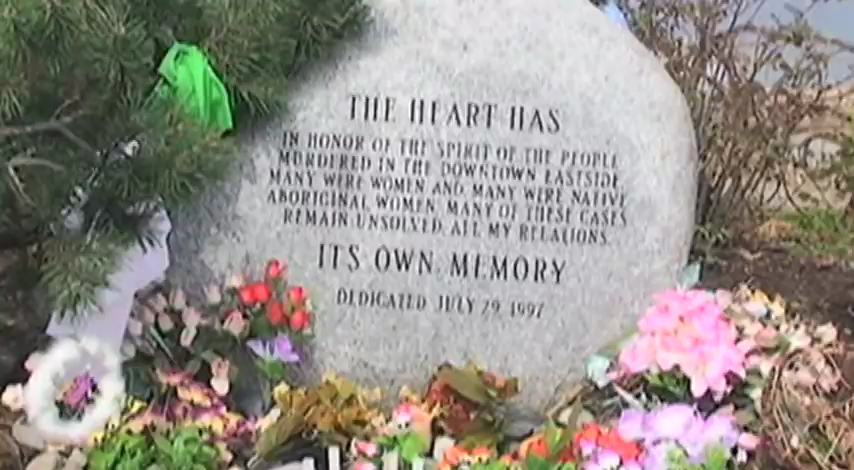 THE HEART HAS
IN HONOR OF THE SPIRIT OF THE PEOPLE
MURDERED IN THE DOWNTOWN EASTSIDE.
MANY WERE WOMEN AND MANY WERE NATIVE
ABORIGINAL WOMEN. MANY OF THESE CASES
REMAIN UNSOLVED. ALL MY RELATIONS.
ITS OWN MEMORY
DEDICATED JULY 29, 1997